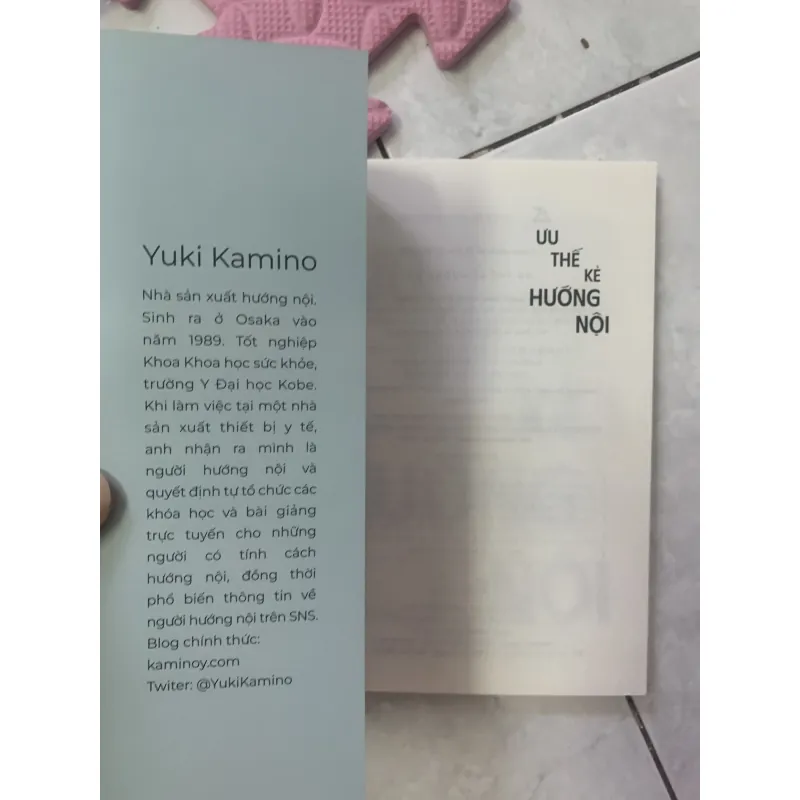 Yuki Kamino
Nhà sản xuất hướng nội.
Sinh ra ở Osaka vào
năm 1989. Tốt nghiệp
Khoa Khoa học sức khỏe,
trường Y Đại học Kobe.
Khi làm việc tại một nhà
sản xuất thiết bị y tế,
anh nhận ra mình là
người hướng nội và
quyết định tự tổ chức các
khóa học và bài giảng
trực tuyến cho những
người có tính cách
hướng nội, đồng thời
phổ biến thông tin về
người hướng nội trên SNS.
Blog chính thức:
kaminoy.com
Twiter: @YukiKamino
ƯU
THẾ
KẺ
HƯỚNG
NỘI